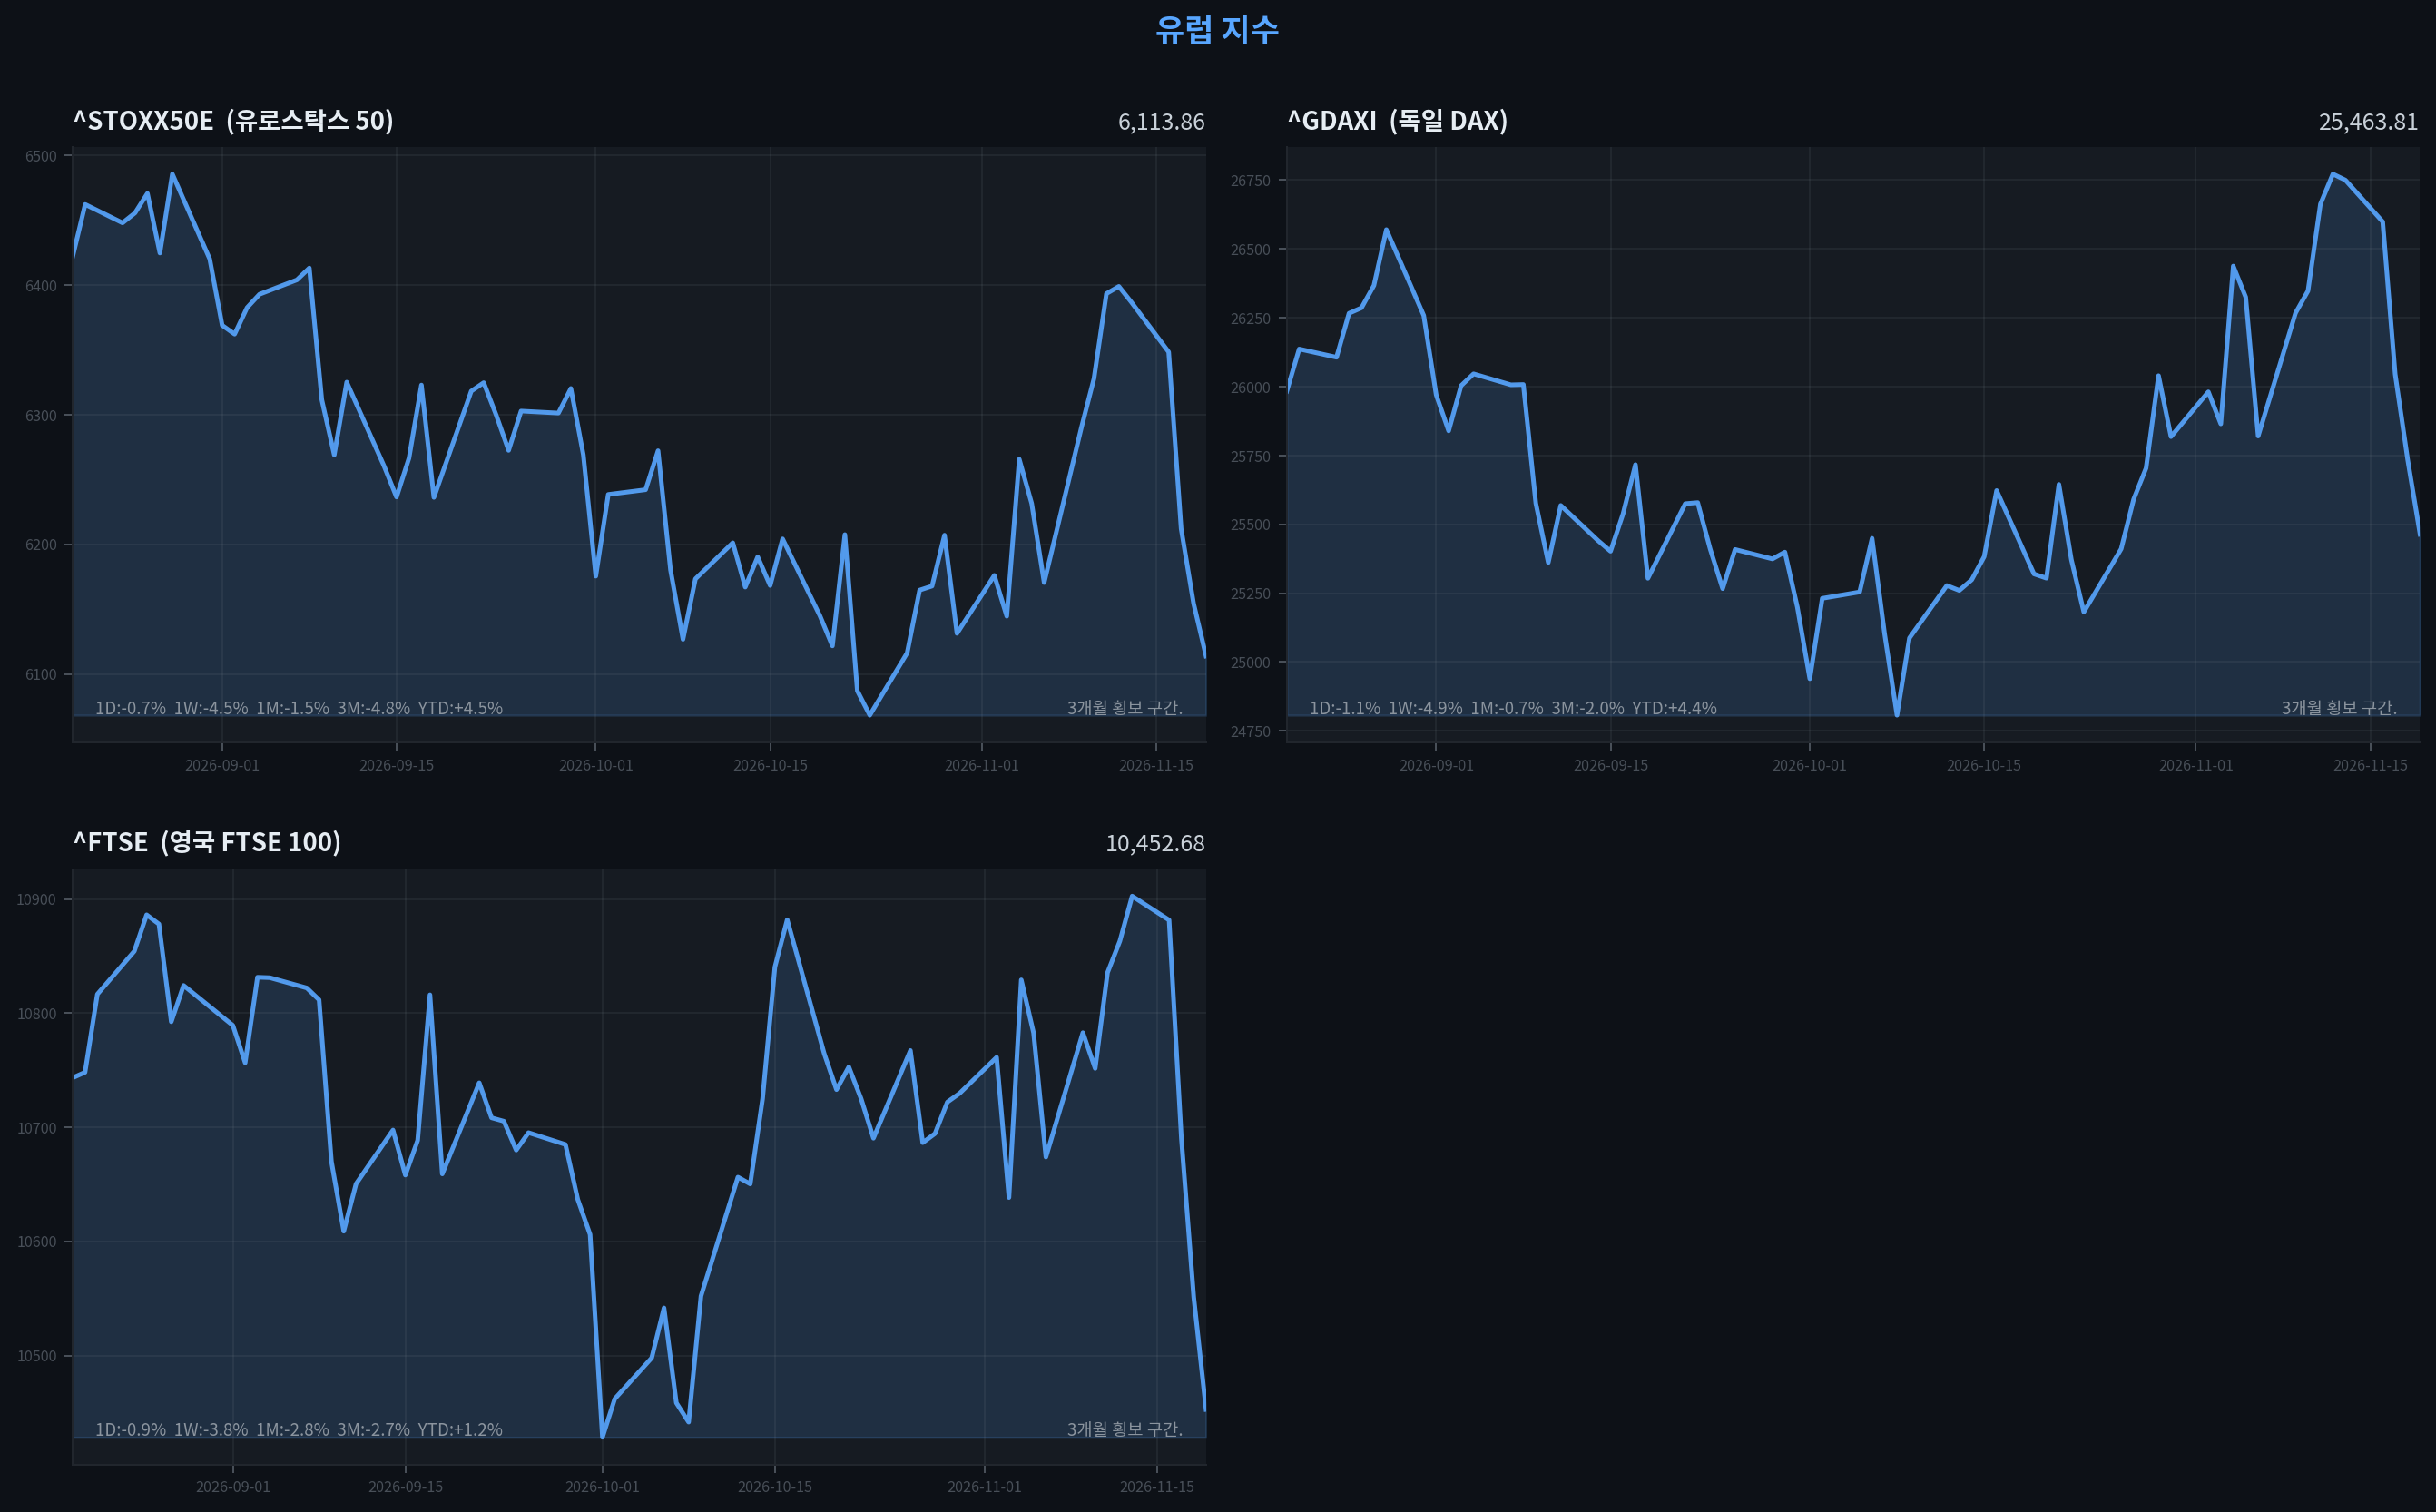 유럽 지수
^STOXX50E (유로스탁스 50)
6,113.86
6500
6400
6300
6200
6100
1D:-0.7% 1W:-4.5% 1M:-1.5% 3M:-4.8% YTD:+4.5%
3개월 횡보 구간.
2026-09-01 2026-09-15 2026-10-01 2026-10-15 2026-11-01 2026-11-15
^GDAXI (독일 DAX)
25,463.81
26750
26500
26250
26000
25750
25500
25250
25000
24750
1D:-1.1% 1W:-4.9% 1M:-0.7% 3M:-2.0% YTD:+4.4%
3개월 횡보 구간.
2026-09-01 2026-09-15 2026-10-01 2026-10-15 2026-11-01 2026-11-15
^FTSE (영국 FTSE 100)
10,452.68
10900
10800
10700
10600
10500
1D:-0.9% 1W:-3.8% 1M:-2.8% 3M:-2.7% YTD:+1.2%
3개월 횡보 구간.
2026-09-01 2026-09-15 2026-10-01 2026-10-15 2026-11-01 2026-11-15